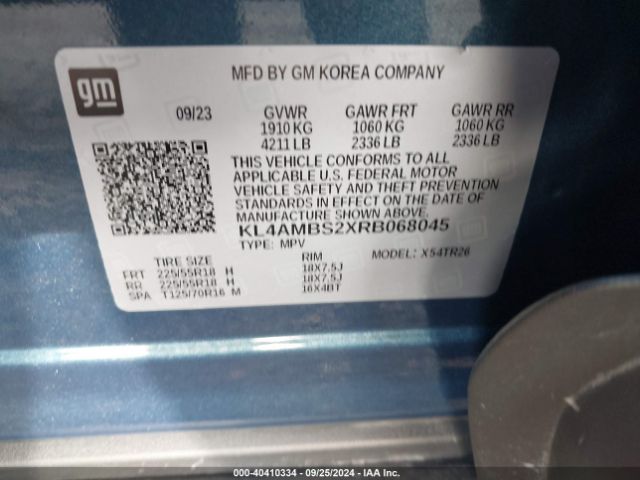 gm
MFD BY GM KOREA COMPANY
09/23 GVWR GAWR FRT GAWR RR
1910 KG 1060 KG 1060 KG
4211 LB 2336 LB 2336 LB
THIS VEHICLE CONFORMS TO ALL
APPLICABLE U.S. FEDERAL MOTOR
VEHICLE SAFETY AND THEFT PREVENTION
STANDARDS IN EFFECT ON THE DATE OF
MANUFACTURE SHOWN ABOVE.
KL4AMBS2XRB068045
TYPE: MPV MODEL: X54TR26
TIRE SIZE RIM
FRT 225/55R18 H 18X7.5J
RR 225/55R18 H 18X7.5J
SPA T125/70R16 M 16X4BT
000-40410334 - 09/25/2024 - IAA Inc.